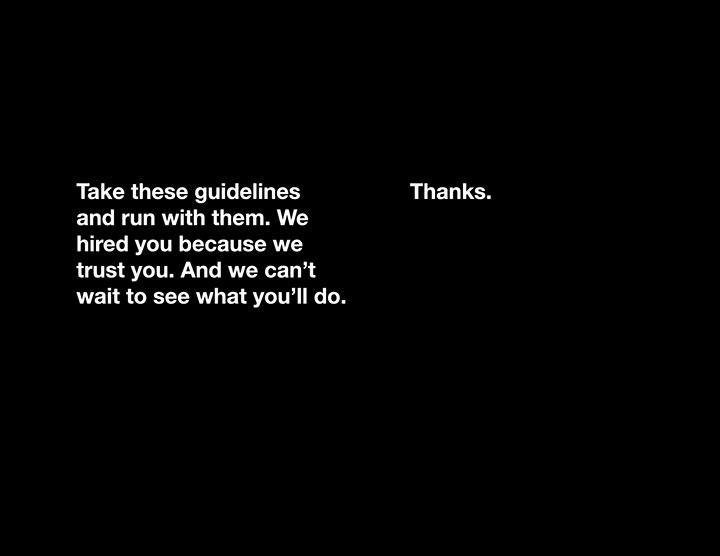 Take these guidelines
and run with them. We
hired you because we
trust you. And we can’t
wait to see what you’ll do.
Thanks.